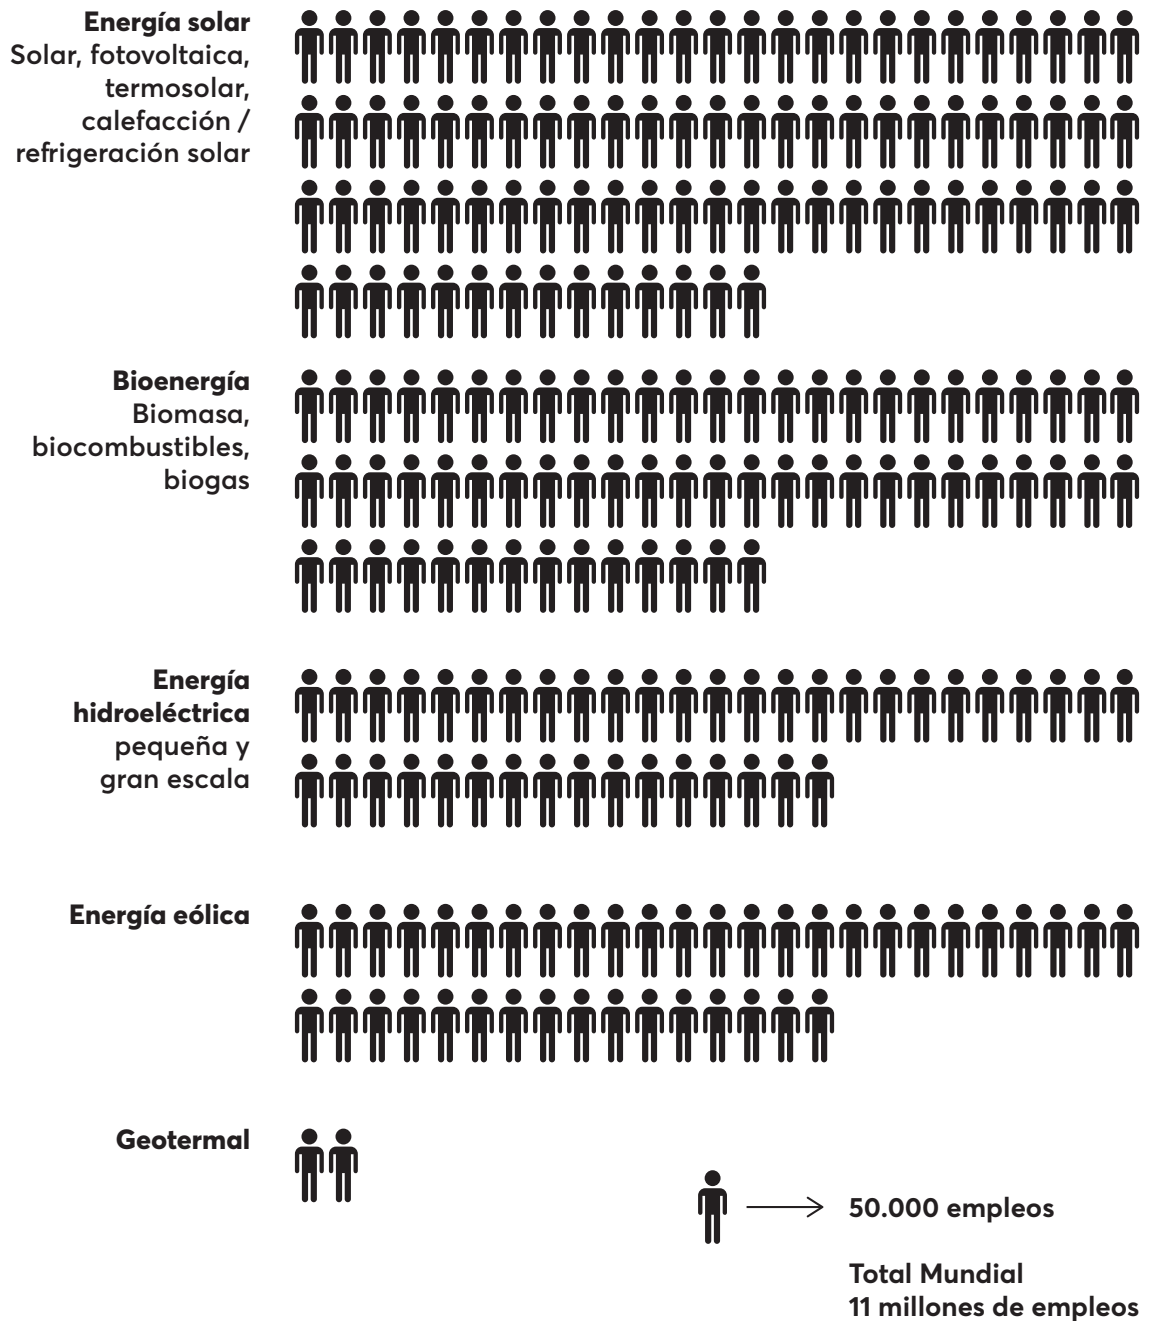 Energía solar
Solar, fotovoltaica,
termosolar,
calefacción /
refrigeración solar
Bioenergía
Biomasa,
biocombustibles,
biogas
Energía
hidroeléctrica
pequeña y
gran escala
Energía eólica
Geotermal
50.000 empleos
Total Mundial
11 millones de empleos